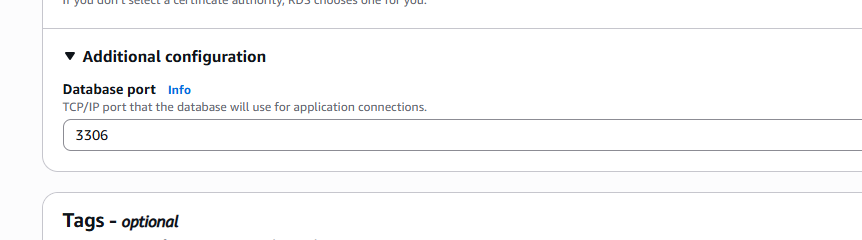 If you don't select a certificate authority, RDS chooses one for you.
Additional configuration
Database port Info
TCP/IP port that the database will use for application connections.
3306
Tags - optional